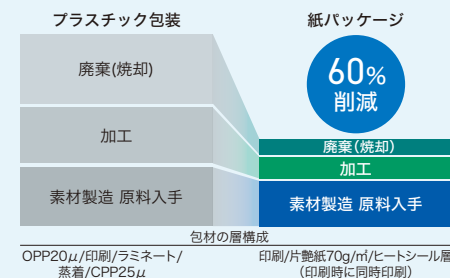 プラスチック包装
紙パッケージ
廃棄(焼却)
加工
素材製造 原料入手
60%
削減
廃棄(焼却)
加工
素材製造 原料入手
包材の層構成
OPP20μ/印刷/ラミネート/
蒸着/CPP25μ
印刷/片艶紙70g/㎡/ヒートシール層
(印刷時に同時印刷)